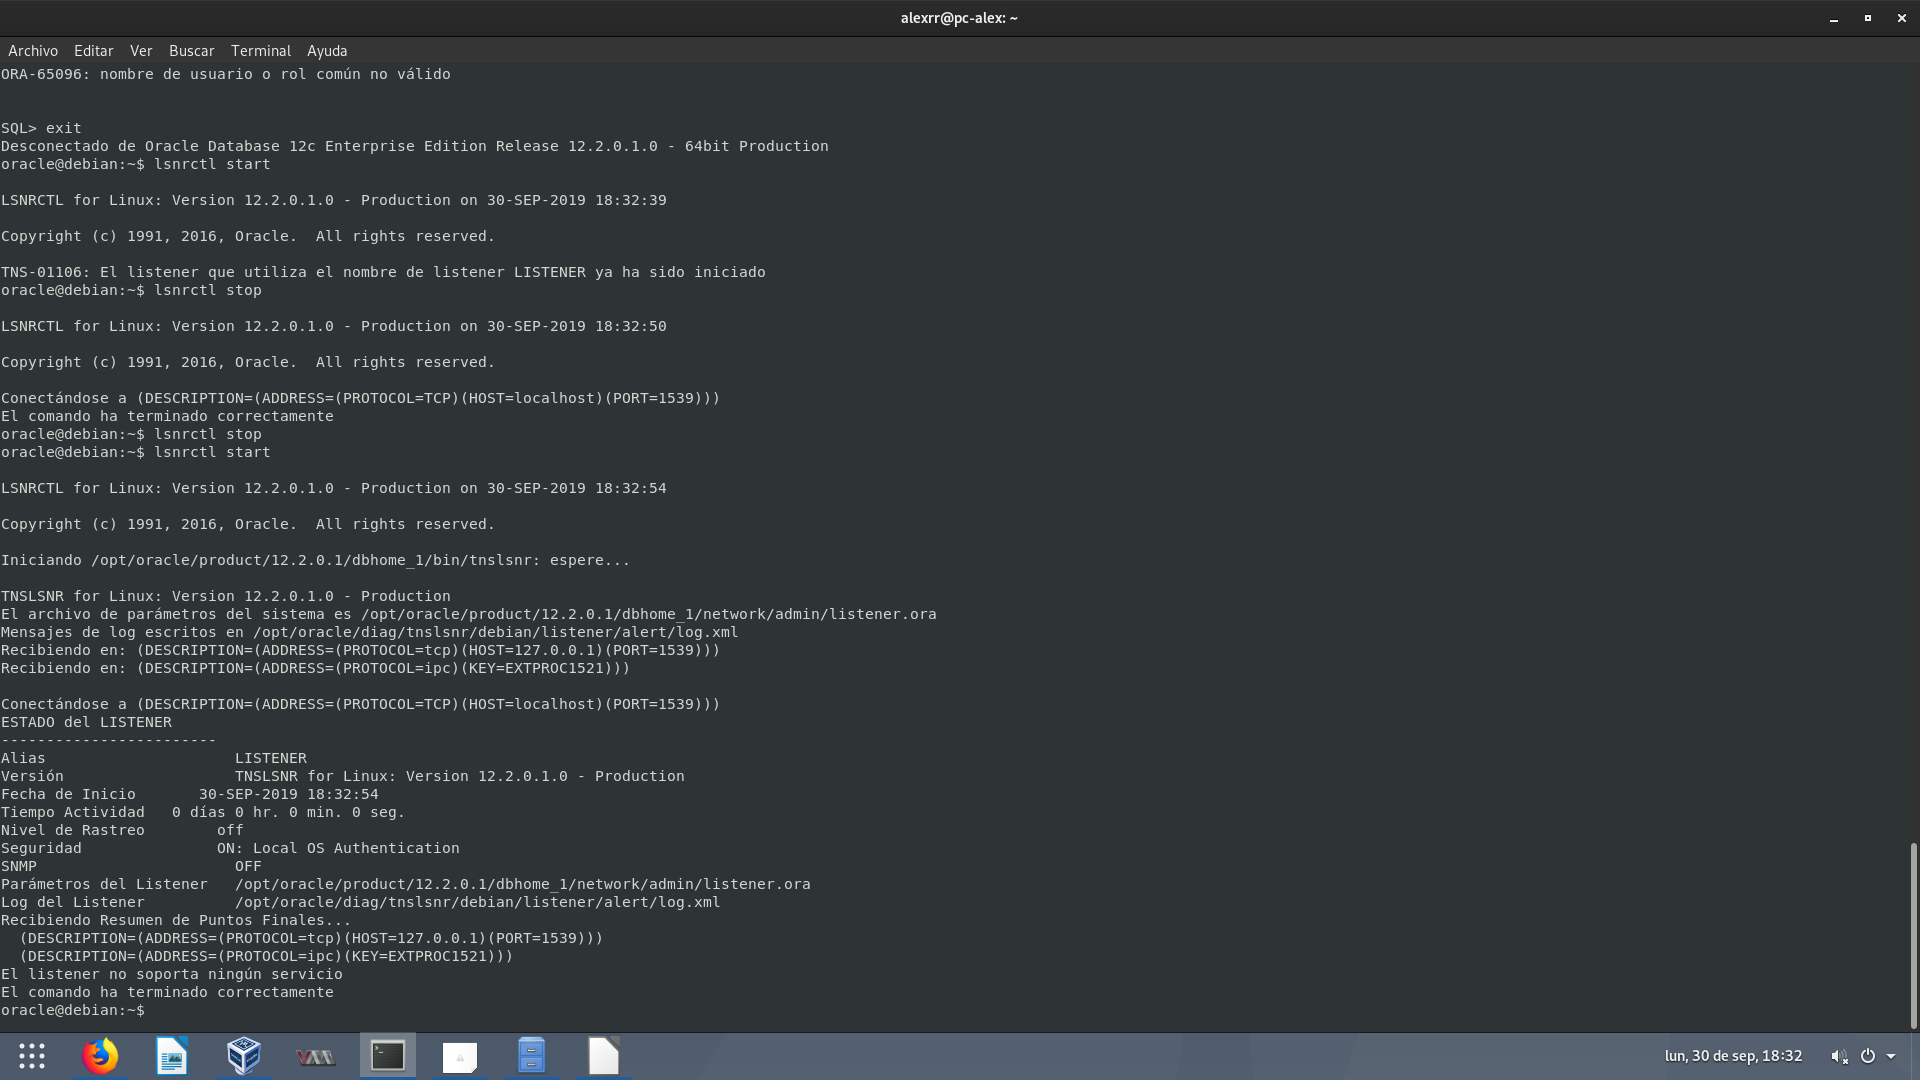 alexrr@pc-alex: ~
Archivo Editar Ver Buscar Terminal Ayuda
ORA-65096: nombre de usuario o rol común no válido
SQL> exit
Desconectado de Oracle Database 12c Enterprise Edition Release 12.2.0.1.0 - 64bit Production
oracle@debian:~$ lsnrctl start
LSNRCTL for Linux: Version 12.2.0.1.0 - Production on 30-SEP-2019 18:32:39
Copyright (c) 1991, 2016, Oracle.  All rights reserved.
TNS-01106: El listener que utiliza el nombre de listener LISTENER ya ha sido iniciado
oracle@debian:~$ lsnrctl stop
LSNRCTL for Linux: Version 12.2.0.1.0 - Production on 30-SEP-2019 18:32:50
Copyright (c) 1991, 2016, Oracle.  All rights reserved.
Conectándose a (DESCRIPTION=(ADDRESS=(PROTOCOL=TCP)(HOST=localhost)(PORT=1539)))
El comando ha terminado correctamente
oracle@debian:~$ lsnrctl stop
oracle@debian:~$ lsnrctl start
LSNRCTL for Linux: Version 12.2.0.1.0 - Production on 30-SEP-2019 18:32:54
Copyright (c) 1991, 2016, Oracle.  All rights reserved.
Iniciando /opt/oracle/product/12.2.0.1/dbhome_1/bin/tnslsnr: espere...
TNSLSNR for Linux: Version 12.2.0.1.0 - Production
El archivo de parámetros del sistema es /opt/oracle/product/12.2.0.1/dbhome_1/network/admin/listener.ora
Mensajes de log escritos en /opt/oracle/diag/tnslsnr/debian/listener/alert/log.xml
Recibiendo en: (DESCRIPTION=(ADDRESS=(PROTOCOL=tcp)(HOST=127.0.0.1)(PORT=1539)))
Recibiendo en: (DESCRIPTION=(ADDRESS=(PROTOCOL=ipc)(KEY=EXTPROC1521)))
Conectándose a (DESCRIPTION=(ADDRESS=(PROTOCOL=TCP)(HOST=localhost)(PORT=1539)))
ESTADO del LISTENER
------------------------
Alias                     LISTENER
Versión                   TNSLSNR for Linux: Version 12.2.0.1.0 - Production
Fecha de Inicio       30-SEP-2019 18:32:54
Tiempo Actividad   0 días 0 hr. 0 min. 0 seg.
Nivel de Rastreo        off
Seguridad               ON: Local OS Authentication
SNMP                      OFF
Parámetros del Listener   /opt/oracle/product/12.2.0.1/dbhome_1/network/admin/listener.ora
Log del Listener          /opt/oracle/diag/tnslsnr/debian/listener/alert/log.xml
Recibiendo Resumen de Puntos Finales...
  (DESCRIPTION=(ADDRESS=(PROTOCOL=tcp)(HOST=127.0.0.1)(PORT=1539)))
  (DESCRIPTION=(ADDRESS=(PROTOCOL=ipc)(KEY=EXTPROC1521)))
El listener no soporta ningún servicio
El comando ha terminado correctamente
oracle@debian:~$
lun, 30 de sep, 18:32